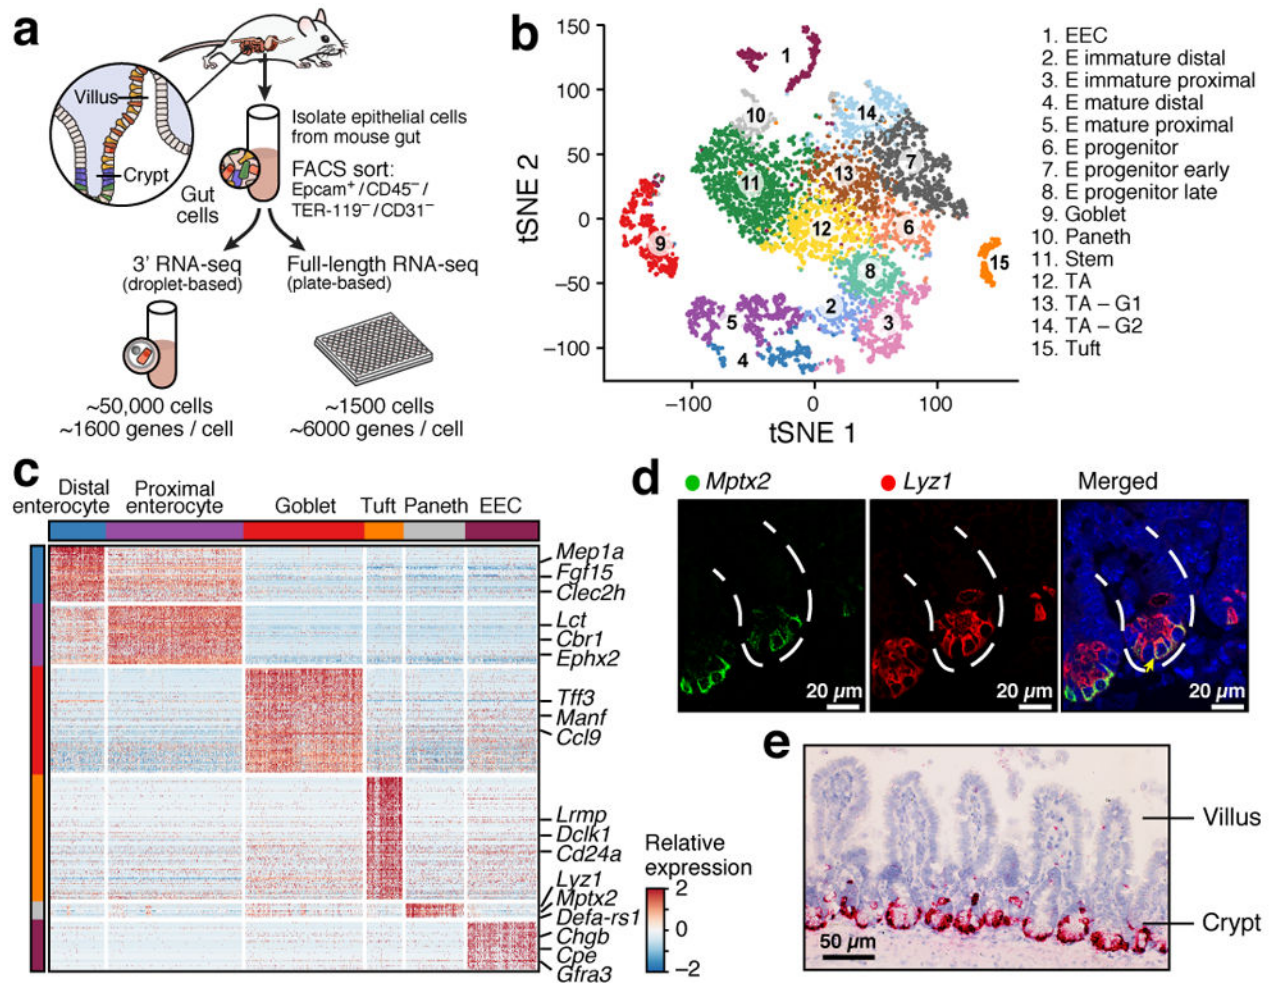 a
Villus
Crypt
Gut
cells
Isolate epithelial cells
from mouse gut
FACS sort:
Epcam⁺ / CD45⁻ /
TER-119⁻ / CD31⁻
3' RNA-seq
(droplet-based)
Full-length RNA-seq
(plate-based)
~50,000 cells
~1600 genes / cell
~1500 cells
~6000 genes / cell
b
tSNE 2
150
100
50
0
−50
−100
1
10
14
7
11
13
12
6
9
15
8
2
5
3
4
−100
0
100
tSNE 1
1. EEC
2. E immature distal
3. E immature proximal
4. E mature distal
5. E mature proximal
6. E progenitor
7. E progenitor early
8. E progenitor late
9. Goblet
10. Paneth
11. Stem
12. TA
13. TA – G1
14. TA – G2
15. Tuft
c
Distal
enterocyte
Proximal
enterocyte
Goblet
Tuft
Paneth
EEC
Mep1a
Fgf15
Clec2h
Lct
Cbr1
Ephx2
Tff3
Manf
Ccl9
Lrmp
Dclk1
Cd24a
Lyz1
Mptx2
Defa-rs1
Chgb
Cpe
Gfra3
Relative
expression
2
0
−2
d
Mptx2
Lyz1
Merged
20 µm
20 µm
20 µm
e
Villus
Crypt
50 µm